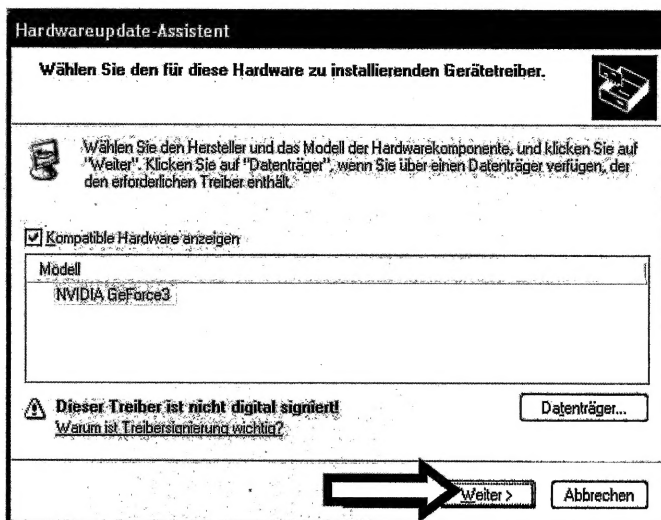 Hardwareupdate-Assistent
Wählen Sie den für diese Hardware zu installierenden Gerätetreiber.
Wählen Sie den Hersteller und das Modell der Hardwarekomponente, und klicken Sie auf
"Weiter". Klicken Sie auf "Datenträger", wenn Sie über einen Datenträger verfügen, der
den erforderlichen Treiber enthält.
Kompatible Hardware anzeigen
Modell
NVIDIA GeForce3
Dieser Treiber ist nicht digital signiert!
Datenträger...
Warum ist Treibersignierung wichtig?
Weiter >
Abbrechen